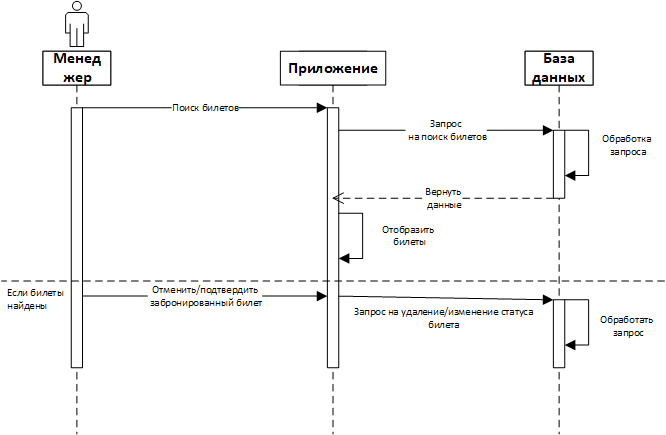 Менед
жер
Приложение
База
данных
Поиск билетов
Запрос
на поиск билетов
Обработка
запроса
Вернуть
данные
Отобразить
билеты
Если билеты
найдены
Отменить/подтвердить
забронированный билет
Запрос на удаление/изменение статуса
билета
Обработать
запрос